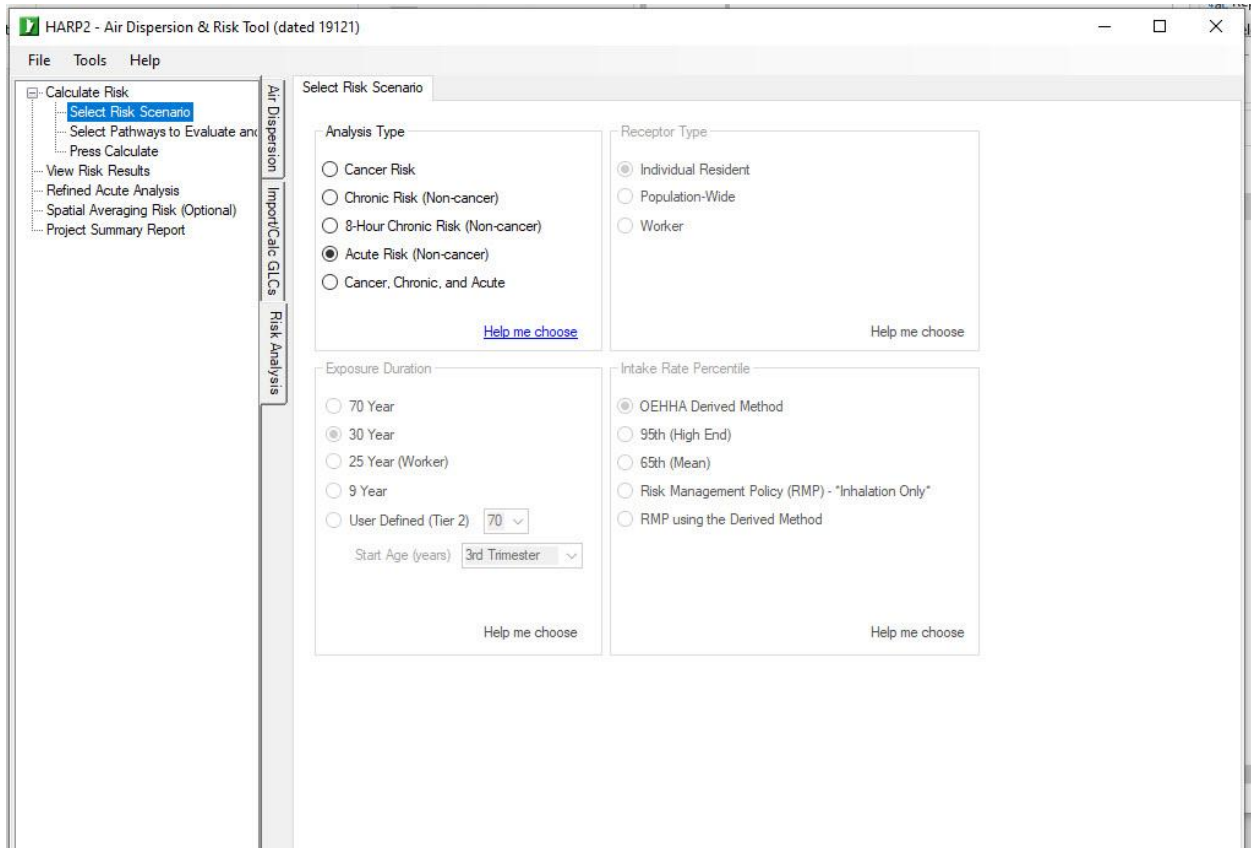 HARP2 - Air Dispersion & Risk Tool (dated 19121)
File Tools Help
Calculate Risk
Select Risk Scenario
Select Pathways to Evaluate and
Press Calculate
View Risk Results
Refined Acute Analysis
Spatial Averaging Risk (Optional)
Project Summary Report
Air Dispersion
Import/Calc GLCs
Risk Analysis
Select Risk Scenario
Analysis Type
Cancer Risk
Chronic Risk (Non-cancer)
8-Hour Chronic Risk (Non-cancer)
Acute Risk (Non-cancer)
Cancer, Chronic, and Acute
Help me choose
Receptor Type
Individual Resident
Population-Wide
Worker
Help me choose
Exposure Duration
70 Year
30 Year
25 Year (Worker)
9 Year
User Defined (Tier 2) 70
Start Age (years) 3rd Trimester
Help me choose
Intake Rate Percentile
OEHHA Derived Method
95th (High End)
65th (Mean)
Risk Management Policy (RMP) - "Inhalation Only"
RMP using the Derived Method
Help me choose